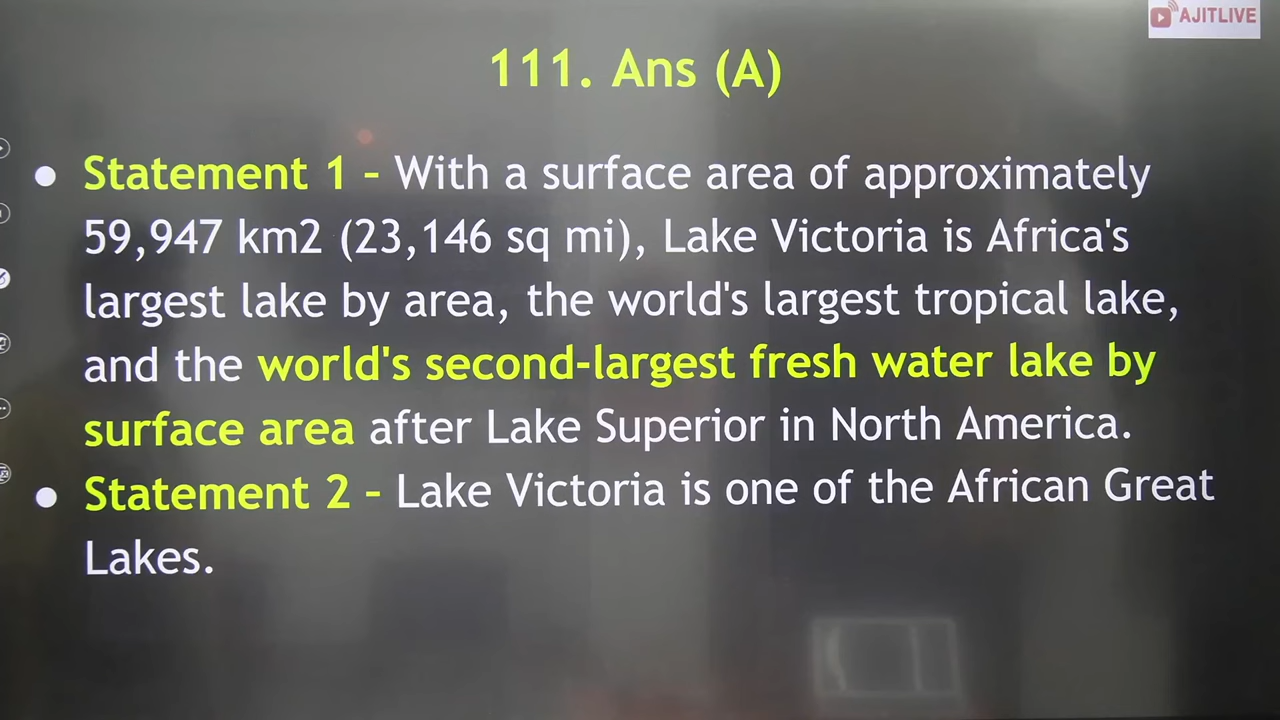 AJITLIVE
111. Ans (A)
● Statement 1 – With a surface area of approximately
59,947 km2 (23,146 sq mi), Lake Victoria is Africa's
largest lake by area, the world's largest tropical lake,
and the world's second-largest fresh water lake by
surface area after Lake Superior in North America.
● Statement 2 – Lake Victoria is one of the African Great
Lakes.